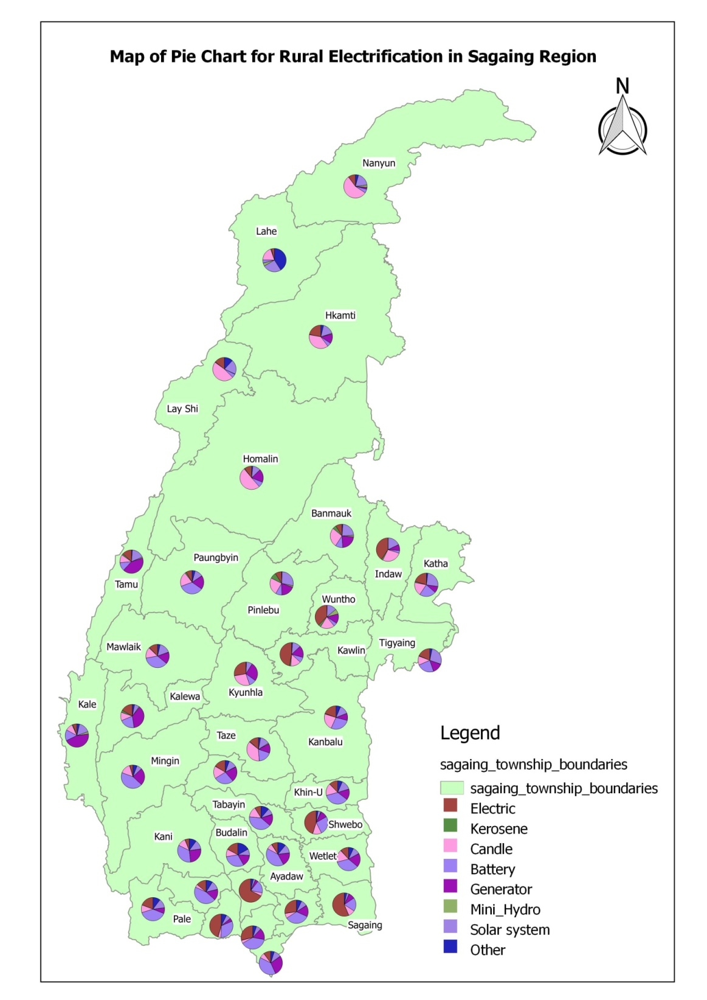 Map of Pie Chart for Rural Electrification in Sagaing Region
N
Nanyun
Lahe
Hkamti
Lay Shi
Homalin
Banmauk
Paungbyin
Katha
Indaw
Tamu
Wuntho
Pinlebu
Tigyaing
Mawlaik
Kawlin
Kyunhla
Kalewa
Kale
Taze
Kanbalu
Mingin
Khin-U
Tabayin
Shwebo
Budalin
Kani
Wetlet
Ayadaw
Pale
Sagaing
Legend
sagaing_township_boundaries
sagaing_township_boundaries
Electric
Kerosene
Candle
Battery
Generator
Mini_Hydro
Solar system
Other